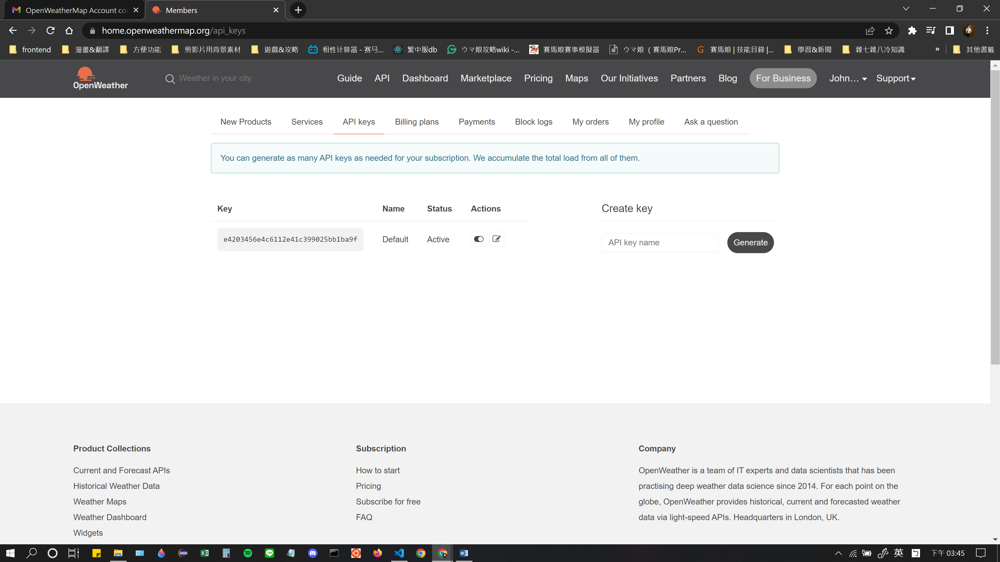 OpenWeatherMap Account co
Members
home.openweathermap.org/api_keys
frontend
漫畫&翻譯
方便功能
剪影片用背景素材
遊戲&攻略
相性计算器 - 赛马...
繁中服db
ウマ娘攻略wiki -...
賽馬娘賽事模擬器
ウマ娘（賽馬娘Pr...
賽馬娘 | 技能目錄 |...
學習&新聞
雜七雜八冷知識
»
其他書籤
OpenWeather
Weather in your city
Guide
API
Dashboard
Marketplace
Pricing
Maps
Our Initiatives
Partners
Blog
For Business
John...
Support
New Products
Services
API keys
Billing plans
Payments
Block logs
My orders
My profile
Ask a question
You can generate as many API keys as needed for your subscription. We accumulate the total load from all of them.
Key
Name
Status
Actions
e4203456e4c6112e41c399025bb1ba9f
Default
Active
Create key
API key name
Generate
Product Collections
Current and Forecast APIs
Historical Weather Data
Weather Maps
Weather Dashboard
Widgets
Subscription
How to start
Pricing
Subscribe for free
FAQ
Company
OpenWeather is a team of IT experts and data scientists that has been
practising deep weather data science since 2014. For each point on the
globe, OpenWeather provides historical, current and forecasted weather
data via light-speed APIs. Headquarters in London, UK.
英
下午 03:45